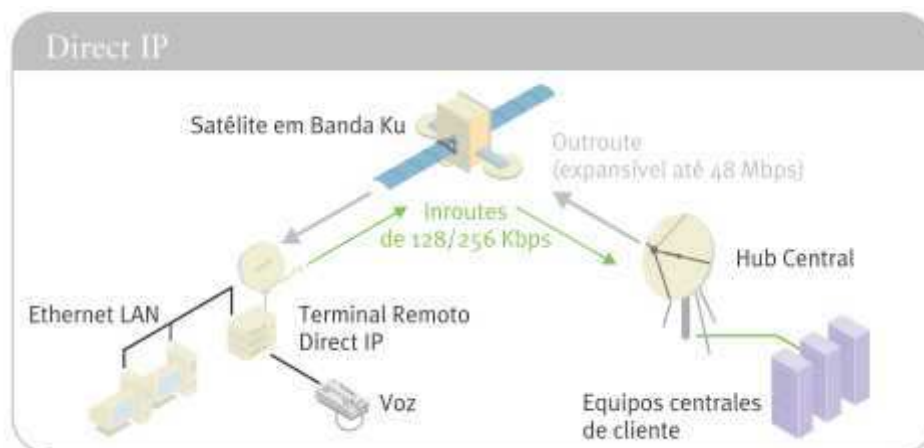 Direct IP
Satélite em Banda Ku
Outroute
(expansível até 48 Mbps)
Inroutes
de 128/256 Kbps
Hub Central
Ethernet LAN
Terminal Remoto
Direct IP
Voz
Equipos centrales
de cliente